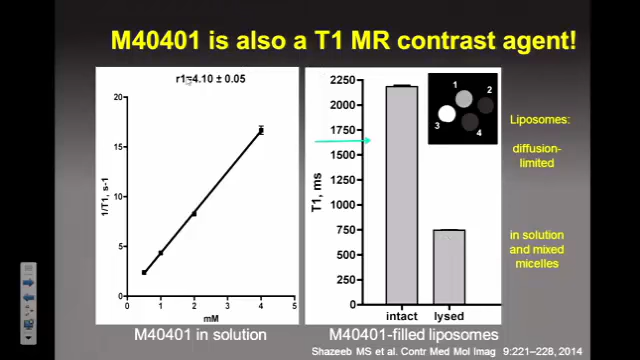 M40401 is also a T1 MR contrast agent!
r1=4.10 ± 0.05
20
15
10
5
0
0 1 2 3 4 5
1/T1, s-1
mM
M40401 in solution
2250
2000
1750
1500
1250
1000
750
500
250
0
T1, ms
intact lysed
1
2
3
4
M40401-filled liposomes
Liposomes:
diffusion-
limited
in solution
and mixed
micelles
Shazeeb MS et al. Contr Med Mol Imag 9:221–228, 2014